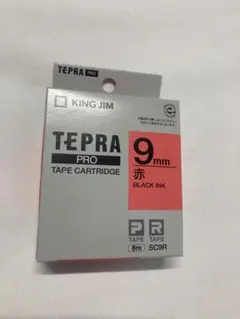 TEPRA PRO
KING JIM
TEPRA
PRO
TAPE CARTRIDGE
9mm
赤
BLACK INK
P R
TAPE TAPE
8m SC9R